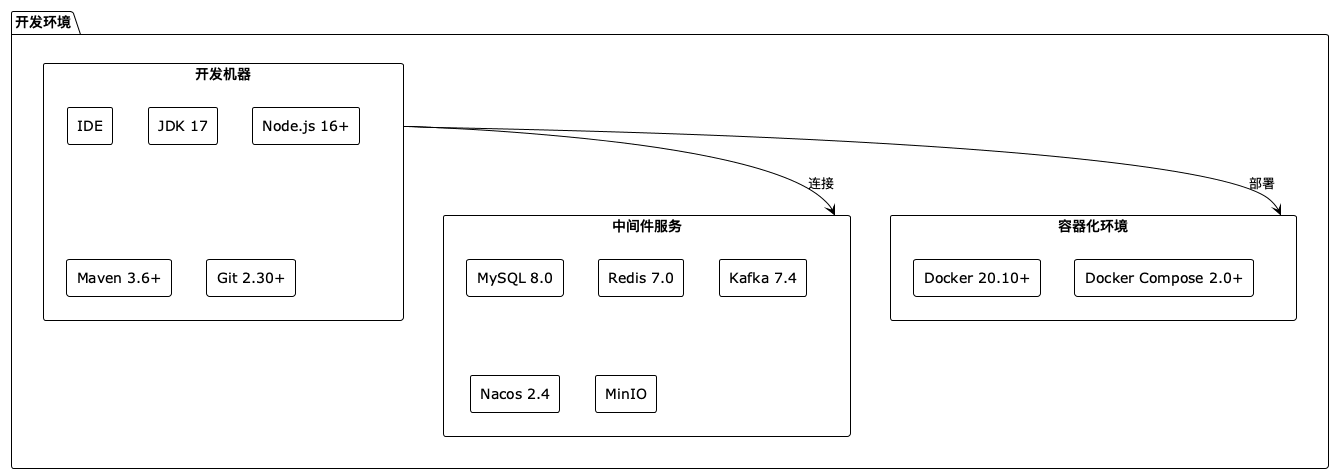 开发环境
开发机器
IDE
JDK 17
Node.js 16+
Maven 3.6+
Git 2.30+
连接
部署
中间件服务
MySQL 8.0
Redis 7.0
Kafka 7.4
Nacos 2.4
MinIO
容器化环境
Docker 20.10+
Docker Compose 2.0+